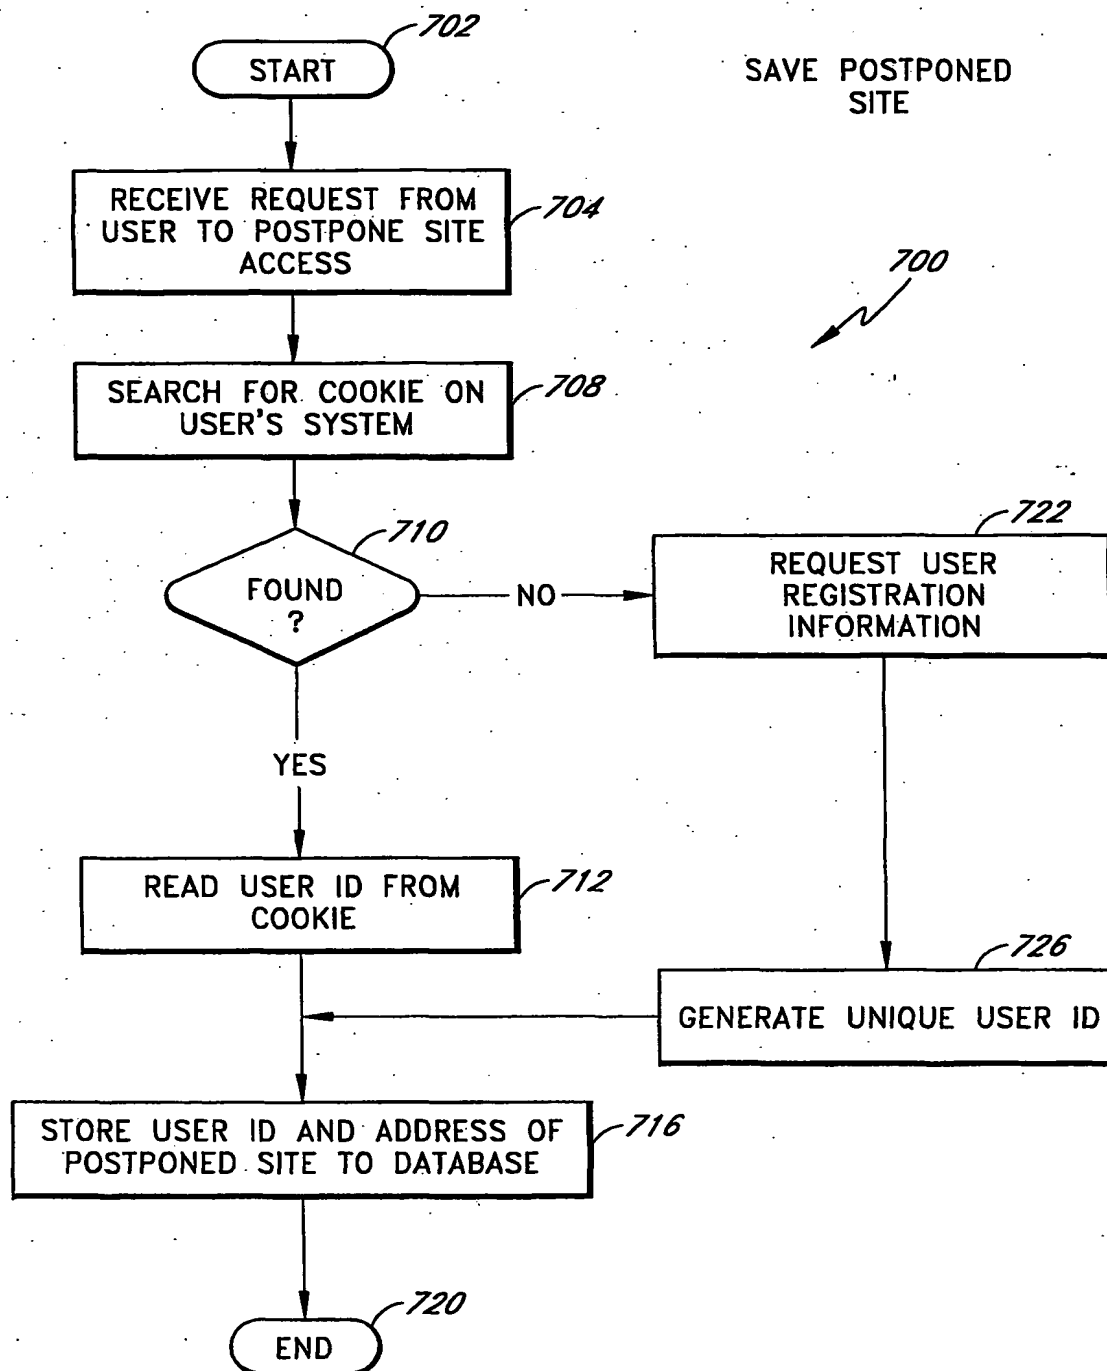 702
START
SAVE POSTPONED
SITE
RECEIVE REQUEST FROM
USER TO POSTPONE SITE
ACCESS
704
700
SEARCH FOR COOKIE ON
USER'S SYSTEM
708
710
FOUND
?
NO
722
REQUEST USER
REGISTRATION
INFORMATION
YES
READ USER ID FROM
COOKIE
712
726
GENERATE UNIQUE USER ID
STORE USER ID AND ADDRESS OF
POSTPONED SITE TO DATABASE
716
720
END